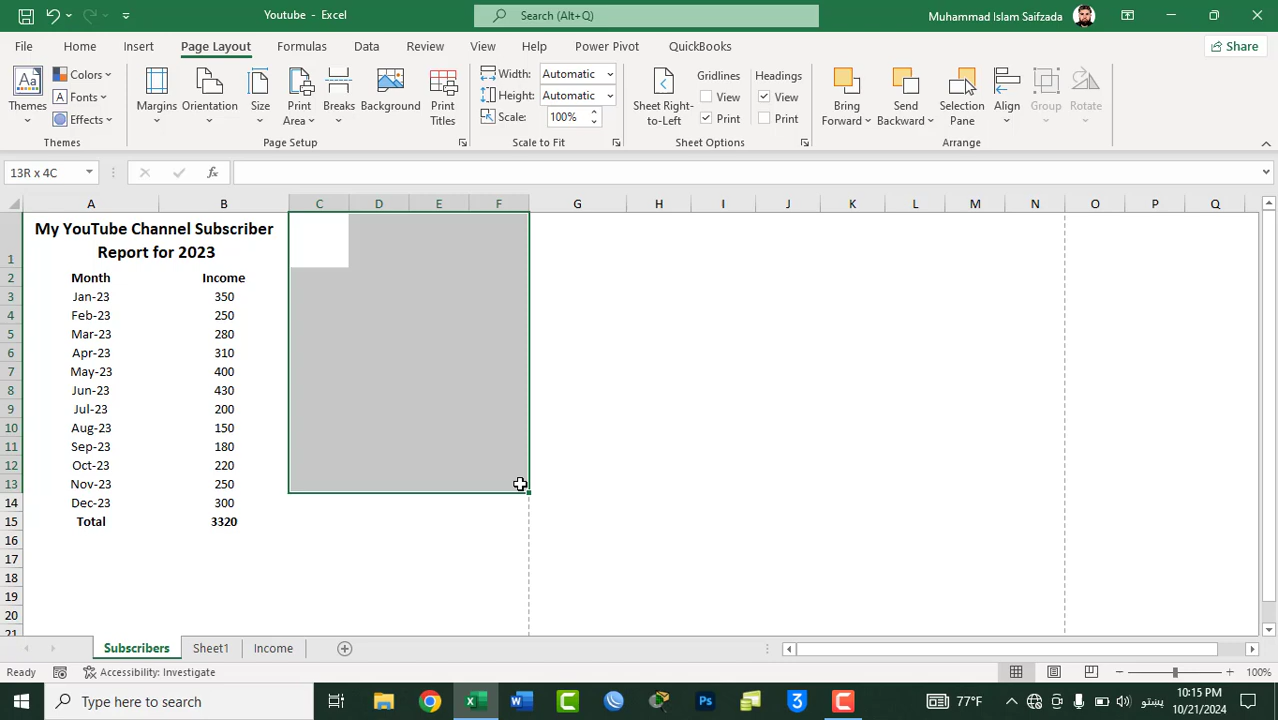 Youtube - Excel
Search (Alt+Q)
Muhammad Islam Saifzada
File Home Insert Page Layout Formulas Data Review View Help Power Pivot QuickBooks Share
Themes Colors Fonts Effects
Margins Orientation Size Print Area Breaks Background Print Titles
Width: Automatic
Height: Automatic
Scale: 100%
Sheet Right-to-Left
Gridlines View Print
Headings View Print
Bring Forward Send Backward Selection Pane Align Group Rotate
Themes Page Setup Scale to Fit Sheet Options Arrange
13R x 4C fx
A B C D E F G H I J K L M N O P Q
My YouTube Channel Subscriber
Report for 2023
1
2 Month Income
3 Jan-23 350
4 Feb-23 250
5 Mar-23 280
6 Apr-23 310
7 May-23 400
8 Jun-23 430
9 Jul-23 200
10 Aug-23 150
11 Sep-23 180
12 Oct-23 220
13 Nov-23 250
14 Dec-23 300
15 Total 3320
16
17
18
19
20
21
Subscribers Sheet1 Income
Ready Accessibility: Investigate 100%
Type here to search
77°F
پښتو
10:15 PM
10/21/2024